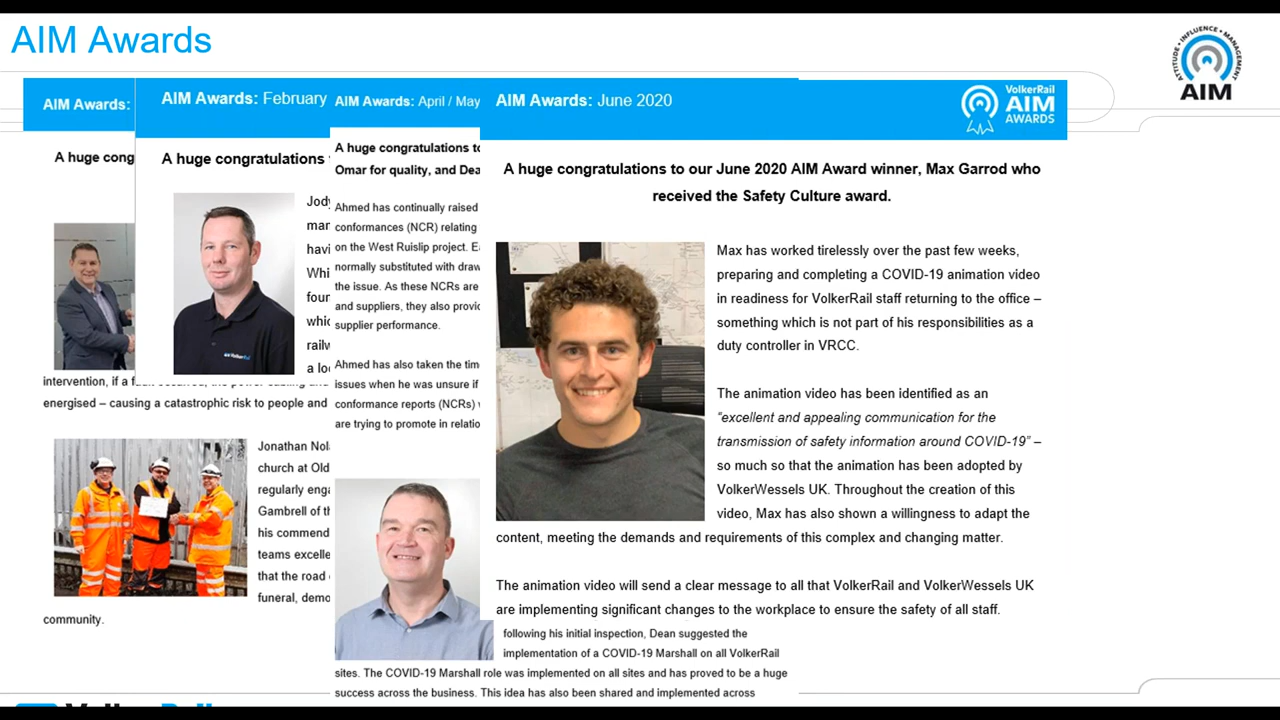 AIM Awards
ATTITUDE • INFLUENCE • MANAGEMENT
AIM
AIM Awards:
A huge cong
intervention, if a
energised – causing a catastrophic risk to people and
Jonathan Nola
church at Old
regularly enga
Gambrell of th
his commend
teams excelle
that the road
funeral, demo
community.
AIM Awards: February
A huge congratulations
Jody
man
havi
Whi
foun
whic
railw
a loc
VolkerRail
AIM Awards: April / May
A huge congratulations to
Omar for quality, and Dea
Ahmed has continually raised
conformances (NCR) relating
on the West Ruislip project. Ea
normally substituted with draw
the issue. As these NCRs are
and suppliers, they also provid
supplier performance.
Ahmed has also taken the time
issues when he was unsure if
conformance reports (NCRs)
are trying to promote in relatio
following his initial inspection, Dean suggested the
implementation of a COVID-19 Marshall on all VolkerRail
sites. The COVID-19 Marshall role was implemented on all sites and has proved to be a huge
success across the business. This idea has also been shared and implemented across
AIM Awards: June 2020
VolkerRail
AIM
AWARDS
A huge congratulations to our June 2020 AIM Award winner, Max Garrod who
received the Safety Culture award.
Max has worked tirelessly over the past few weeks,
preparing and completing a COVID-19 animation video
in readiness for VolkerRail staff returning to the office –
something which is not part of his responsibilities as a
duty controller in VRCC.
The animation video has been identified as an
“excellent and appealing communication for the
transmission of safety information around COVID-19” –
so much so that the animation has been adopted by
VolkerWessels UK. Throughout the creation of this
video, Max has also shown a willingness to adapt the
content, meeting the demands and requirements of this complex and changing matter.
The animation video will send a clear message to all that VolkerRail and VolkerWessels UK
are implementing significant changes to the workplace to ensure the safety of all staff.